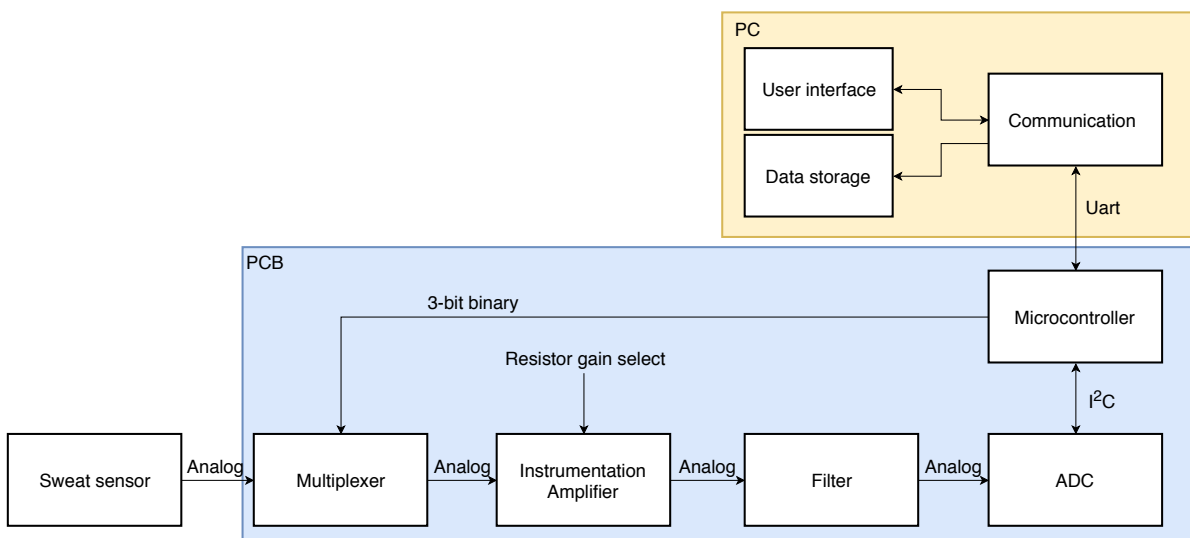 PC
User interface
Communication
Data storage
Uart
PCB
3-bit binary
Microcontroller
Resistor gain select
I²C
Sweat sensor
Analog
Multiplexer
Analog
Instrumentation
Amplifier
Analog
Filter
Analog
ADC